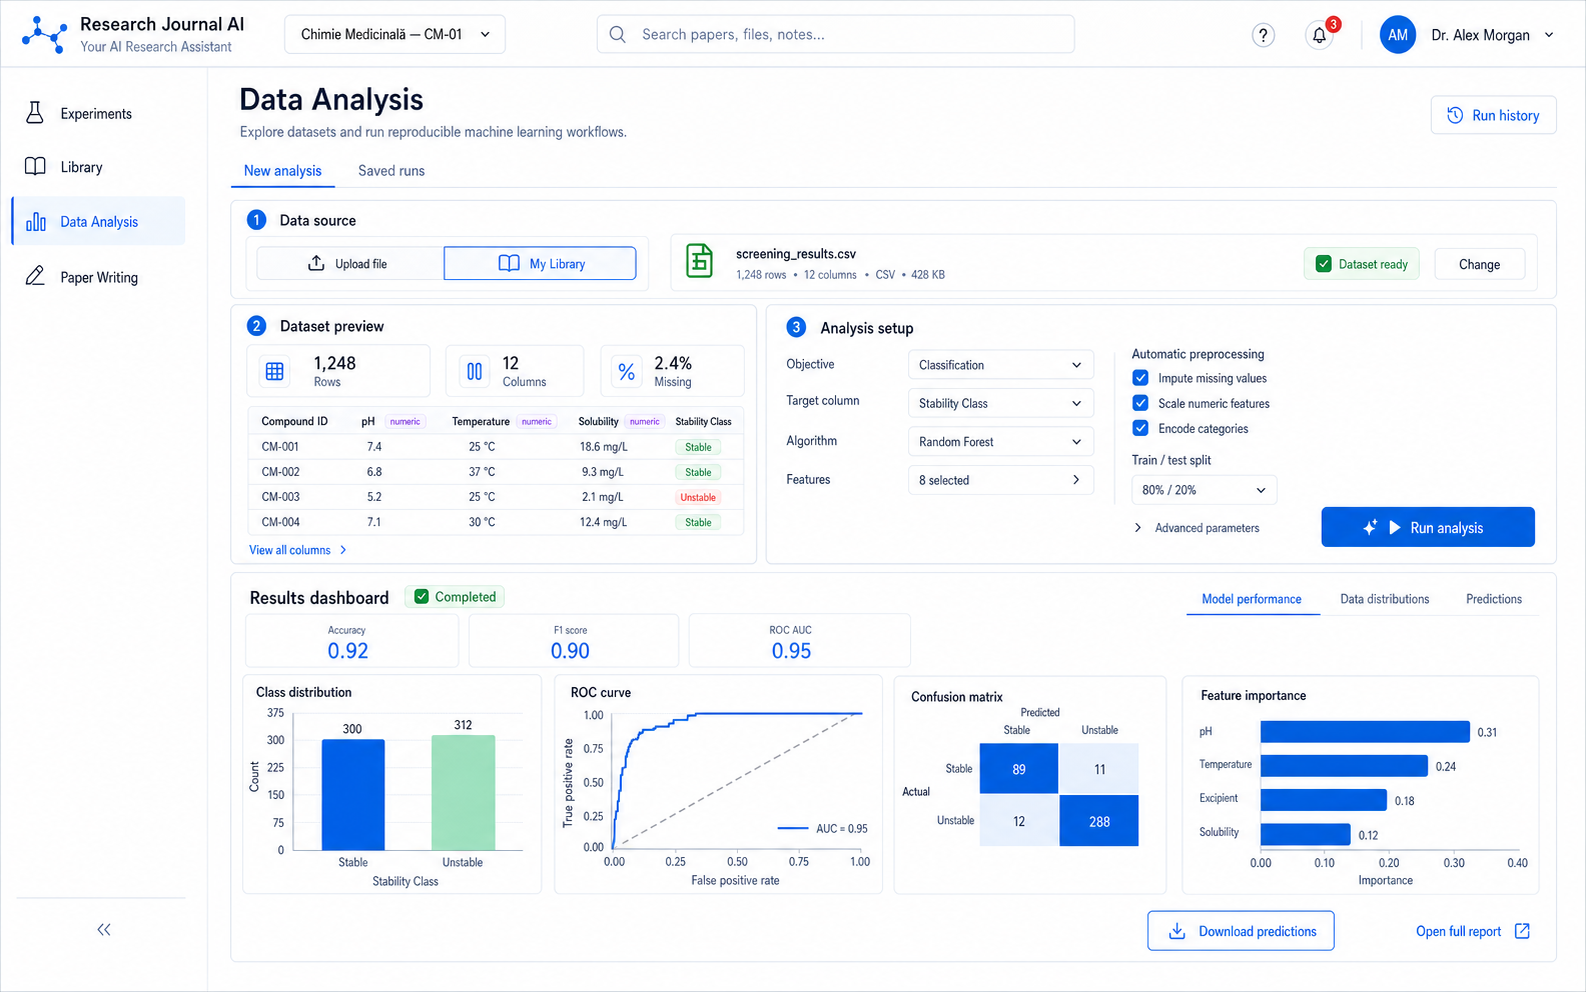 Research Journal AI
Your AI Research Assistant
Chimie Medicinală — CM-01
Search papers, files, notes...
?
3
AM
Dr. Alex Morgan
Experiments
Library
Data Analysis
Paper Writing
Data Analysis
Explore datasets and run reproducible machine learning workflows.
Run history
New analysis
Saved runs
1 Data source
Upload file
My Library
screening_results.csv
1,248 rows • 12 columns • CSV • 428 KB
Dataset ready
Change
2 Dataset preview
1,248
Rows
12
Columns
%
2.4%
Missing
Compound ID pH numeric Temperature numeric Solubility numeric Stability Class
CM-001 7.4 25 °C 18.6 mg/L Stable
CM-002 6.8 37 °C 9.3 mg/L Stable
CM-003 5.2 25 °C 2.1 mg/L Unstable
CM-004 7.1 30 °C 12.4 mg/L Stable
View all columns
3 Analysis setup
Objective Classification
Target column Stability Class
Algorithm Random Forest
Features 8 selected
Automatic preprocessing
Impute missing values
Scale numeric features
Encode categories
Train / test split
80% / 20%
Advanced parameters
Run analysis
Results dashboard
Completed
Model performance
Data distributions
Predictions
Accuracy
0.92
F1 score
0.90
ROC AUC
0.95
Class distribution
375
300
225
150
75
0
Count
300
312
Stable Unstable
Stability Class
ROC curve
1.00
0.75
0.50
0.25
0.00
True positive rate
AUC = 0.95
0.00 0.25 0.50 0.75 1.00
False positive rate
Confusion matrix
Predicted
Stable Unstable
Actual
Stable 89 11
Unstable 12 288
Feature importance
pH 0.31
Temperature 0.24
Excipient 0.18
Solubility 0.12
0.00 0.10 0.20 0.30 0.40
Importance
Download predictions
Open full report